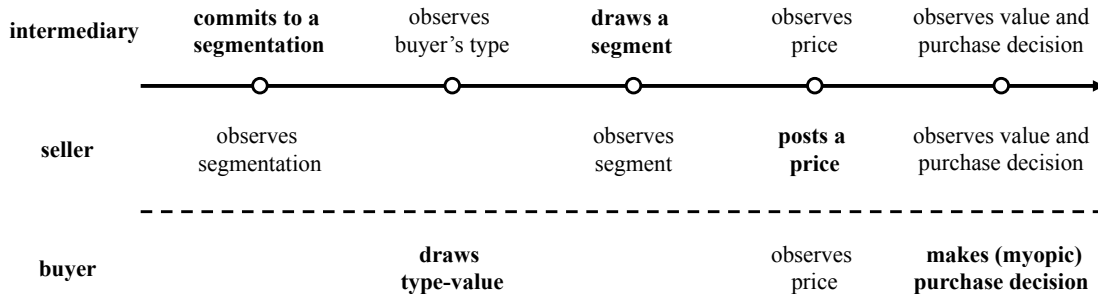 intermediary
commits to a
segmentation
observes
buyer's type
draws a
segment
observes
price
observes value and
purchase decision
seller
observes
segmentation
observes
segment
posts a
price
observes value and
purchase decision
buyer
draws
type-value
observes
price
makes (myopic)
purchase decision